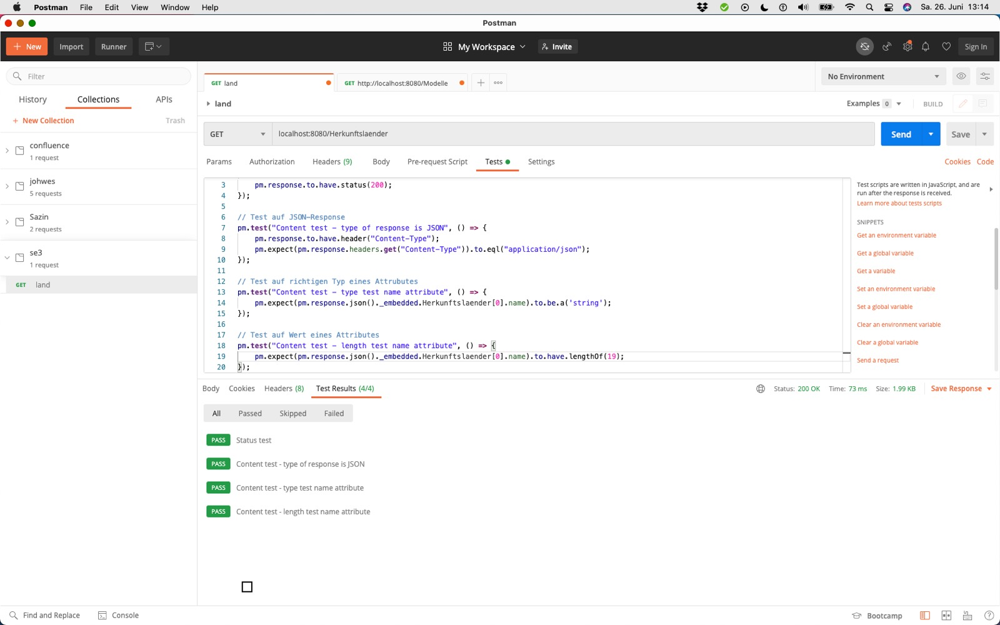 Postman File Edit View Window Help Sa. 26. Juni 13:14
Postman
New Import Runner My Workspace Invite Sign In
Filter
History Collections APIs
+ New Collection Trash
confluence
1 request
johwes
5 requests
Sazin
2 requests
se3
1 request
GET land
GET land GET http://localhost:8080/Modelle No Environment
land Examples 0 BUILD
GET localhost:8080/Herkunftslaender Send Save
Params Authorization Headers (9) Body Pre-request Script Tests Settings Cookies Code
3 pm.response.to.have.status(200);
4 });
5
6 // Test auf JSON-Response
7 pm.test("Content test - type of response is JSON", () => {
8 pm.response.to.have.header("Content-Type");
9 pm.expect(pm.response.headers.get("Content-Type")).to.eql("application/json");
10 });
11
12 // Test auf richtigen Typ eines Attrubutes
13 pm.test("Content test - type test name attribute", () => {
14 pm.expect(pm.response.json()._embedded.Herkunftslaender[0].name).to.be.a('string');
15 });
16
17 // Test auf Wert eines Attributes
18 pm.test("Content test - length test name attribute", () => {
19 pm.expect(pm.response.json()._embedded.Herkunftslaender[0].name).to.have.lengthOf(19);
20 });
Test scripts are written in JavaScript, and are
run after the response is received.
Learn more about tests scripts
SNIPPETS
Get an environment variable
Get a global variable
Get a variable
Set an environment variable
Set a global variable
Clear an environment variable
Clear a global variable
Send a request
Body Cookies Headers (8) Test Results (4/4) Status: 200 OK Time: 73 ms Size: 1.99 KB Save Response
All Passed Skipped Failed
PASS Status test
PASS Content test - type of response is JSON
PASS Content test - type test name attribute
PASS Content test - length test name attribute
Find and Replace Console Bootcamp